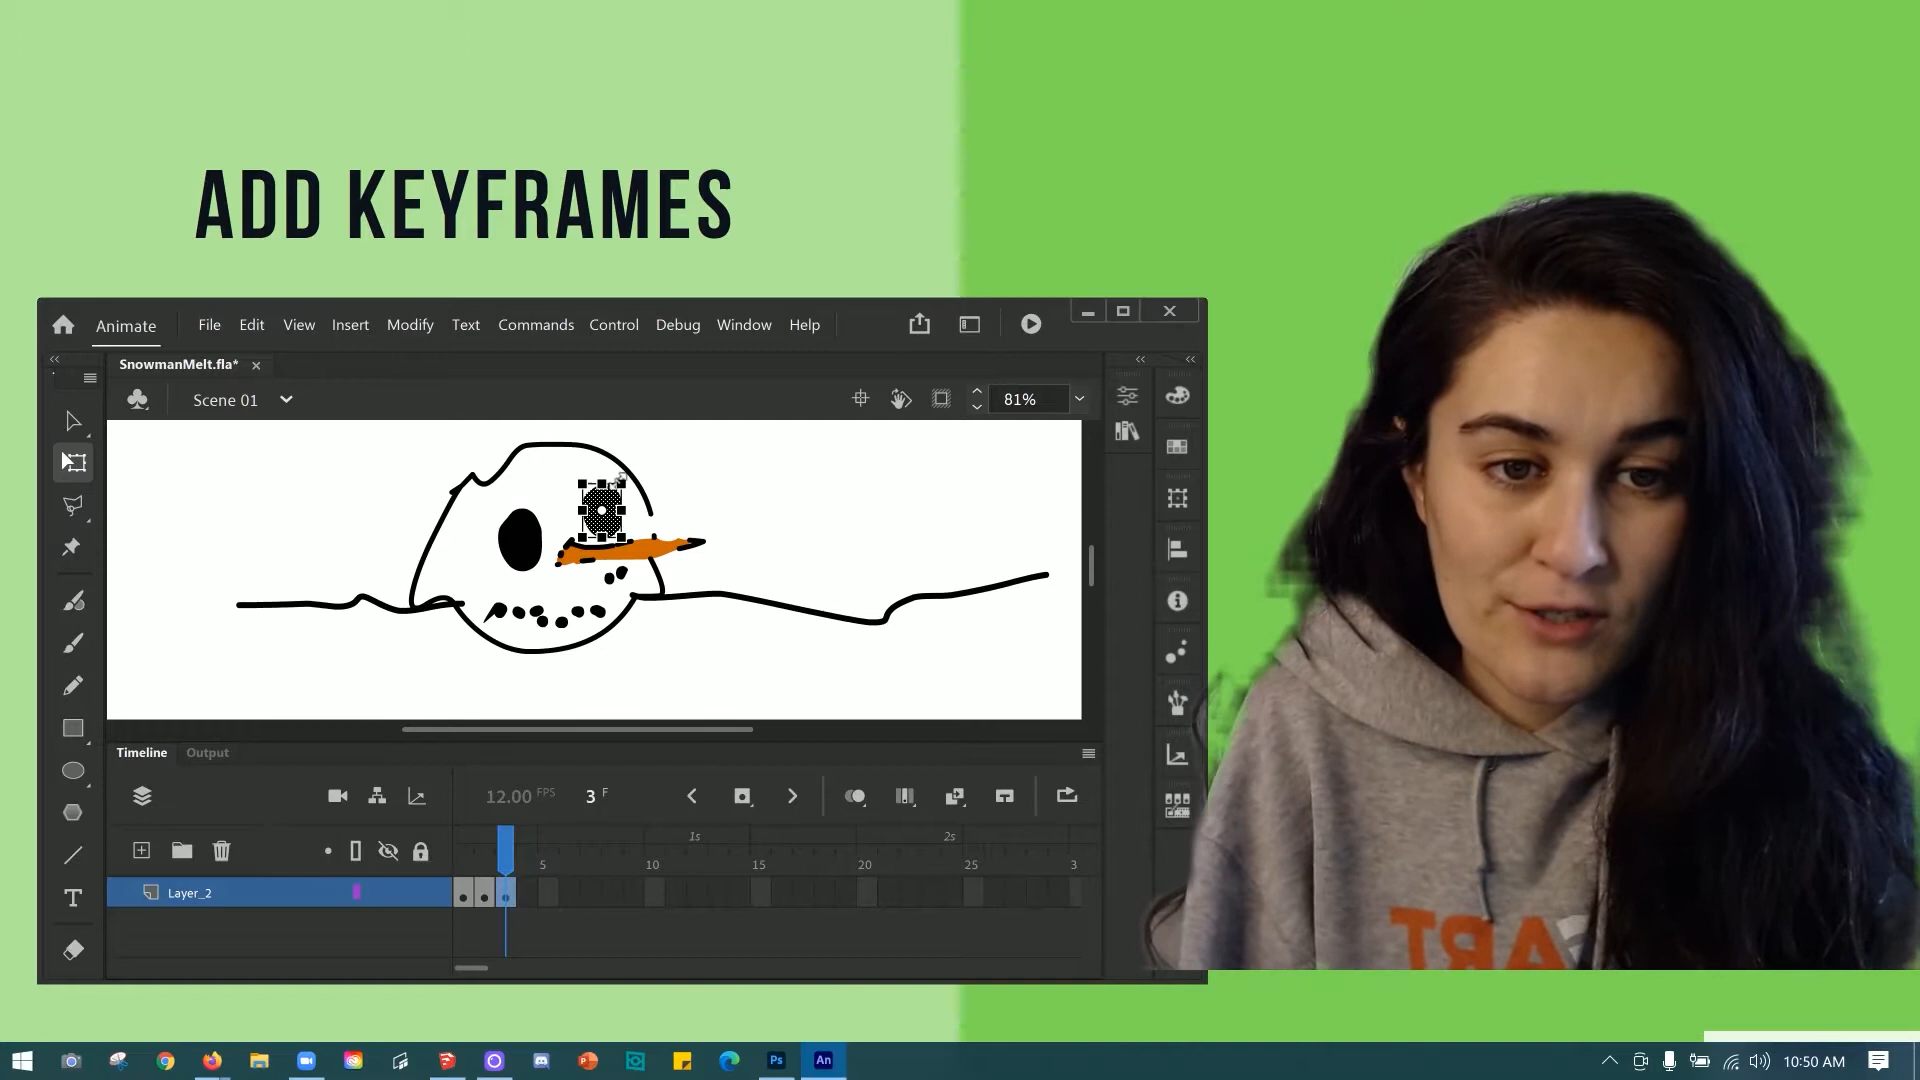 ADD KEYFRAMES
Animate File Edit View Insert Modify Text Commands Control Debug Window Help
SnowmanMelt.fla*
Scene 01
81%
Timeline Output
12.00 FPS 3 F
1s 2s
5 10 15 20 25 3
Layer_2
ART
10:50 AM